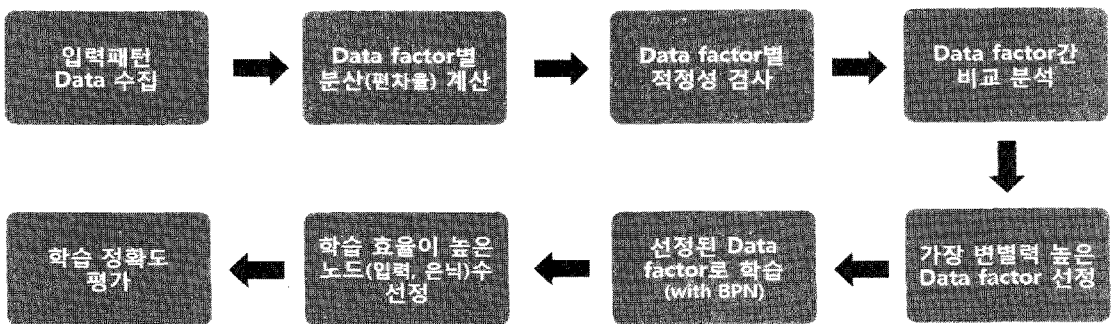 입력패턴
Data 수집
Data factor별
분산(편차율) 계산
Data factor별
적정성 검사
Data factor간
비교 분석
가장 변별력 높은
Data factor 선정
선정된 Data
factor로 학습
(with BPN)
학습 효율이 높은
노드(입력, 은닉)수
선정
학습 정확도
평가